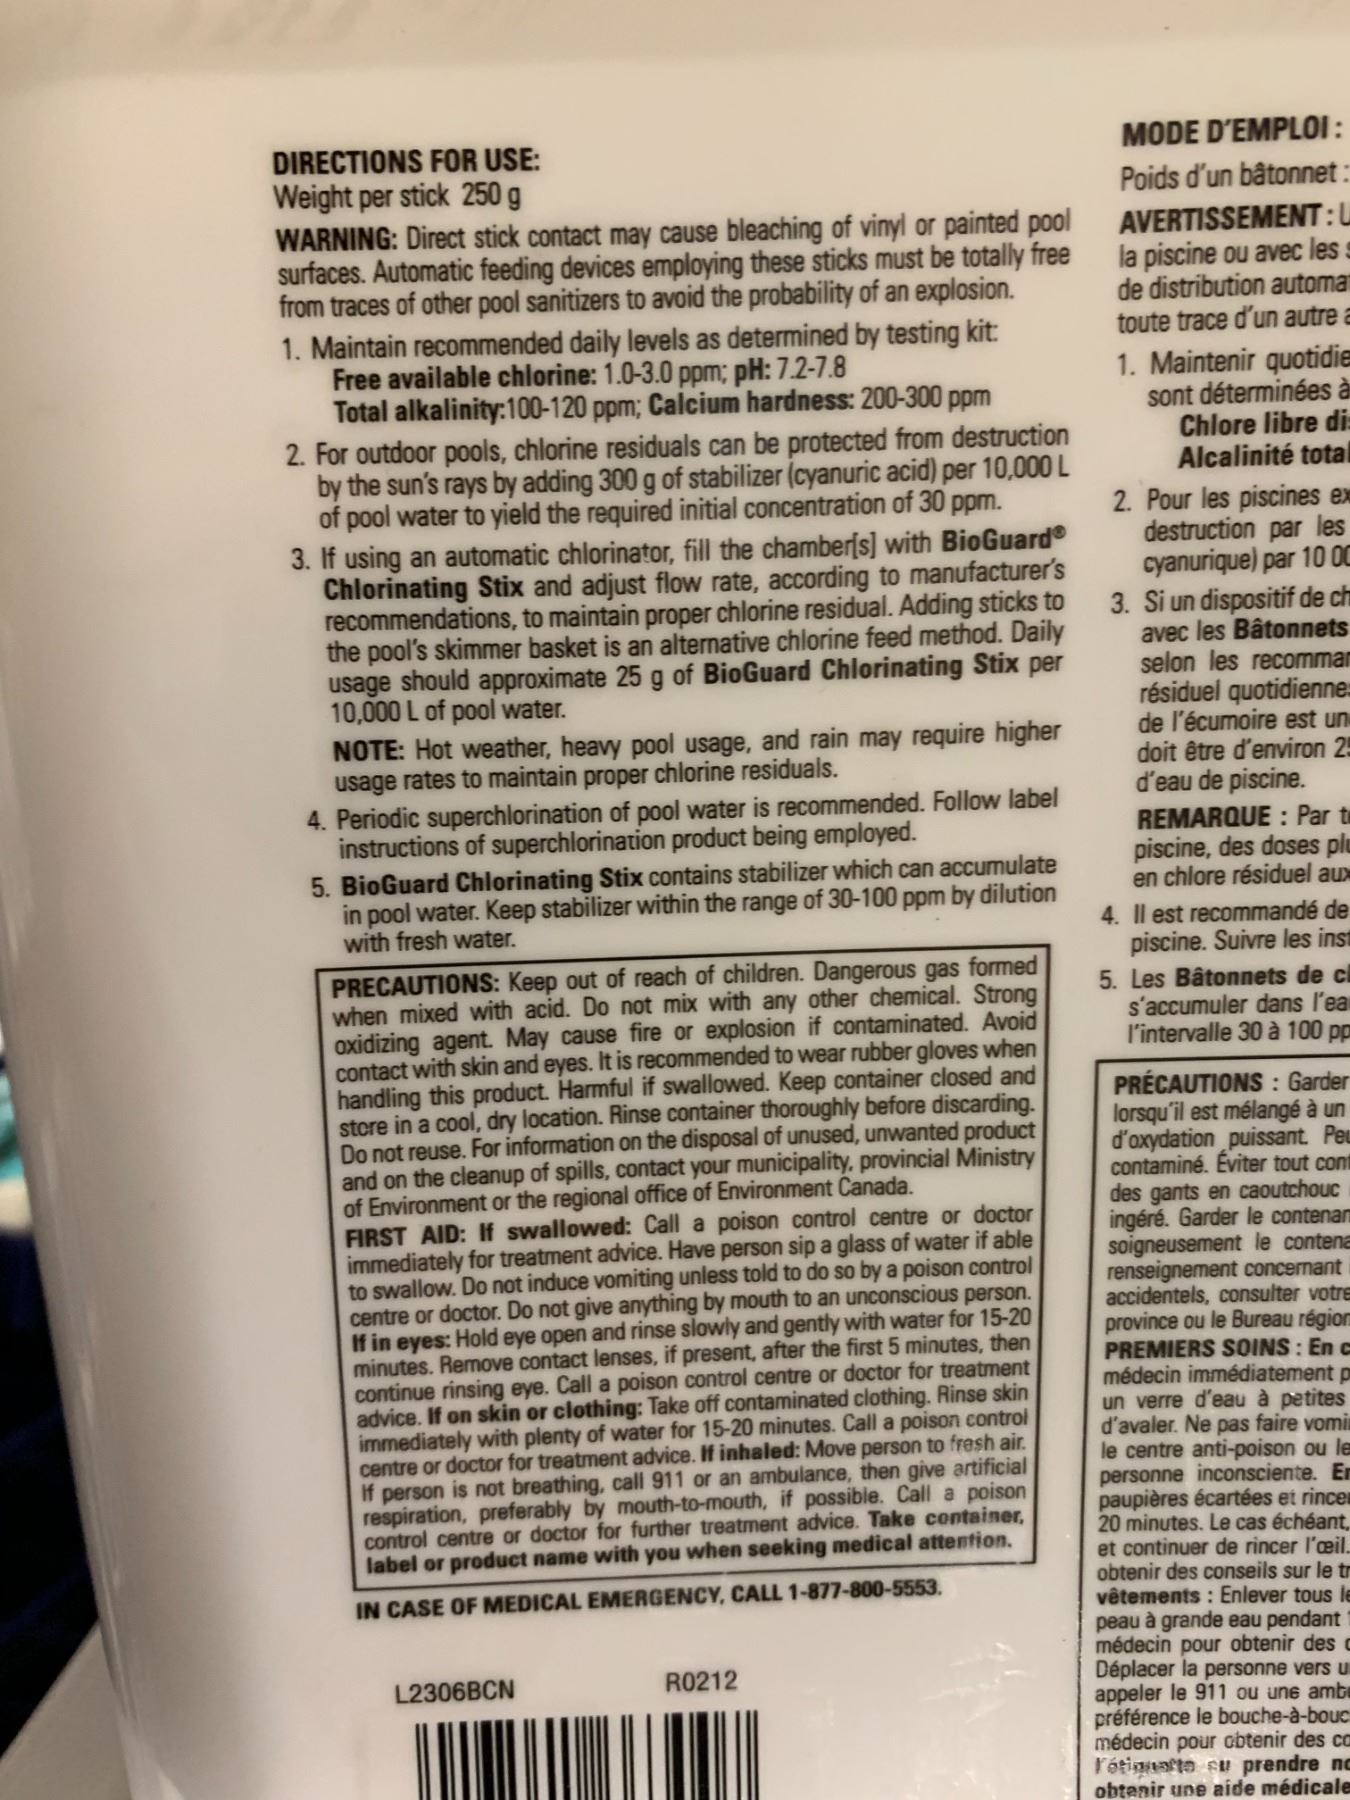 DIRECTIONS FOR USE:
Weight per stick 250 g
WARNING: Direct stick contact may cause bleaching of vinyl or painted pool
surfaces. Automatic feeding devices employing these sticks must be totally free
from traces of other pool sanitizers to avoid the probability of an explosion.
1. Maintain recommended daily levels as determined by testing kit:
Free available chlorine: 1.0-3.0 ppm; pH: 7.2-7.8
Total alkalinity:100-120 ppm; Calcium hardness: 200-300 ppm
2. For outdoor pools, chlorine residuals can be protected from destruction
by the sun's rays by adding 300 g of stabilizer (cyanuric acid) per 10,000 L
of pool water to yield the required initial concentration of 30 ppm.
3. If using an automatic chlorinator, fill the chamber[s] with BioGuard®
Chlorinating Stix and adjust flow rate, according to manufacturer's
recommendations, to maintain proper chlorine residual. Adding sticks to
the pool's skimmer basket is an alternative chlorine feed method. Daily
usage should approximate 25 g of BioGuard Chlorinating Stix per
10,000 L of pool water.
NOTE: Hot weather, heavy pool usage, and rain may require higher
usage rates to maintain proper chlorine residuals.
4. Periodic superchlorination of pool water is recommended. Follow label
instructions of superchlorination product being employed.
5. BioGuard Chlorinating Stix contains stabilizer which can accumulate
in pool water. Keep stabilizer within the range of 30-100 ppm by dilution
with fresh water.
PRECAUTIONS: Keep out of reach of children. Dangerous gas formed
when mixed with acid. Do not mix with any other chemical. Strong
oxidizing agent. May cause fire or explosion if contaminated. Avoid
contact with skin and eyes. It is recommended to wear rubber gloves when
handling this product. Harmful if swallowed. Keep container closed and
store in a cool, dry location. Rinse container thoroughly before discarding.
Do not reuse. For information on the disposal of unused, unwanted product
and on the cleanup of spills, contact your municipality, provincial Ministry
of Environment or the regional office of Environment Canada.
FIRST AID: If swallowed: Call a poison control centre or doctor
immediately for treatment advice. Have person sip a glass of water if able
to swallow. Do not induce vomiting unless told to do so by a poison control
centre or doctor. Do not give anything by mouth to an unconscious person.
If in eyes: Hold eye open and rinse slowly and gently with water for 15-20
minutes. Remove contact lenses, if present, after the first 5 minutes, then
continue rinsing eye. Call a poison control centre or doctor for treatment
advice. If on skin or clothing: Take off contaminated clothing. Rinse skin
immediately with plenty of water for 15-20 minutes. Call a poison control
centre or doctor for treatment advice. If inhaled: Move person to fresh air.
If person is not breathing, call 911 or an ambulance, then give artificial
respiration, preferably by mouth-to-mouth, if possible. Call a poison
control centre or doctor for further treatment advice. Take container,
label or product name with you when seeking medical attention.
IN CASE OF MEDICAL EMERGENCY, CALL 1-877-800-5553.
L2306BCN R0212
MODE D'EMPLOI :
Poids d'un bâtonnet :
AVERTISSEMENT :
la piscine ou avec les
de distribution
toute trace d'un autre
1. Maintenir
sont déterminées à
Chlore libre
Alcalinité
2. Pour les piscines
destruction par les
cyanurique) par 10
3. Si un dispositif de
avec les Bâtonnets
selon les
résiduel
de l'écumoire est
doit être d'environ
d'eau de piscine.
REMARQUE : Par
piscine, des doses
en chlore résiduel
4. Il est recommandé de
piscine. Suivre les
5. Les Bâtonnets de
s'accumuler dans
l'intervalle 30 à 100
PRÉCAUTIONS : Garder
lorsqu'il est mélangé à un
d'oxydation puissant.
contaminé. Éviter tout
des gants en caoutchouc
ingéré. Garder le
soigneusement le
renseignement concernant
accidentels, consulter
province ou le Bureau
PREMIERS SOINS : En
médecin immédiatement
un verre d'eau à petites
d'avaler. Ne pas faire
le centre anti-poison ou
personne inconsciente.
paupières écartées et
20 minutes. Le cas échéant,
et continuer de rincer l'œil.
obtenir des conseils sur le
vêtements : Enlever tous
peau à grande eau pendant
médecin pour obtenir des
Déplacer la personne vers
appeler le 911 ou une
préférence le
médecin pour obtenir des
prendre
obtenir une aide médicale